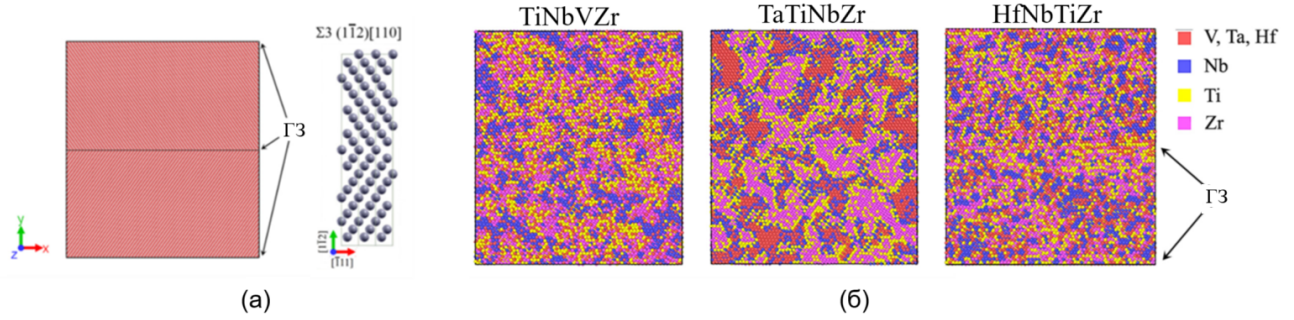 Σ3 (11̅2)[110]
ГЗ
y
x
z
[11̅2]
[1̅11]
(а)
TiNbVZr
TaTiNbZr
HfNbTiZr
V, Ta, Hf
Nb
Ti
Zr
ГЗ
(б)